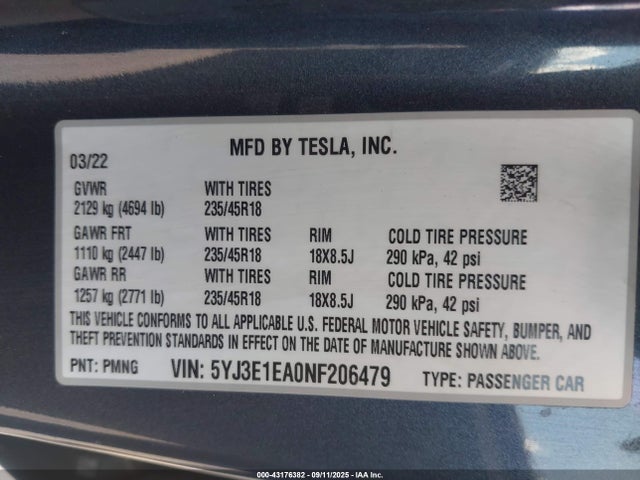 MFD BY TESLA, INC.
03/22
GVWR WITH TIRES
2129 kg (4694 lb) 235/45R18
GAWR FRT WITH TIRES RIM COLD TIRE PRESSURE
1110 kg (2447 lb) 235/45R18 18X8.5J 290 kPa, 42 psi
GAWR RR WITH TIRES RIM COLD TIRE PRESSURE
1257 kg (2771 lb) 235/45R18 18X8.5J 290 kPa, 42 psi
THIS VEHICLE CONFORMS TO ALL APPLICABLE U.S. FEDERAL MOTOR VEHICLE SAFETY, BUMPER, AND
THEFT PREVENTION STANDARDS IN EFFECT ON THE DATE OF MANUFACTURE SHOWN ABOVE.
PNT: PMNG VIN: 5YJ3E1EA0NF206479 TYPE: PASSENGER CAR
000-43176382 - 09/11/2025 - IAA Inc.